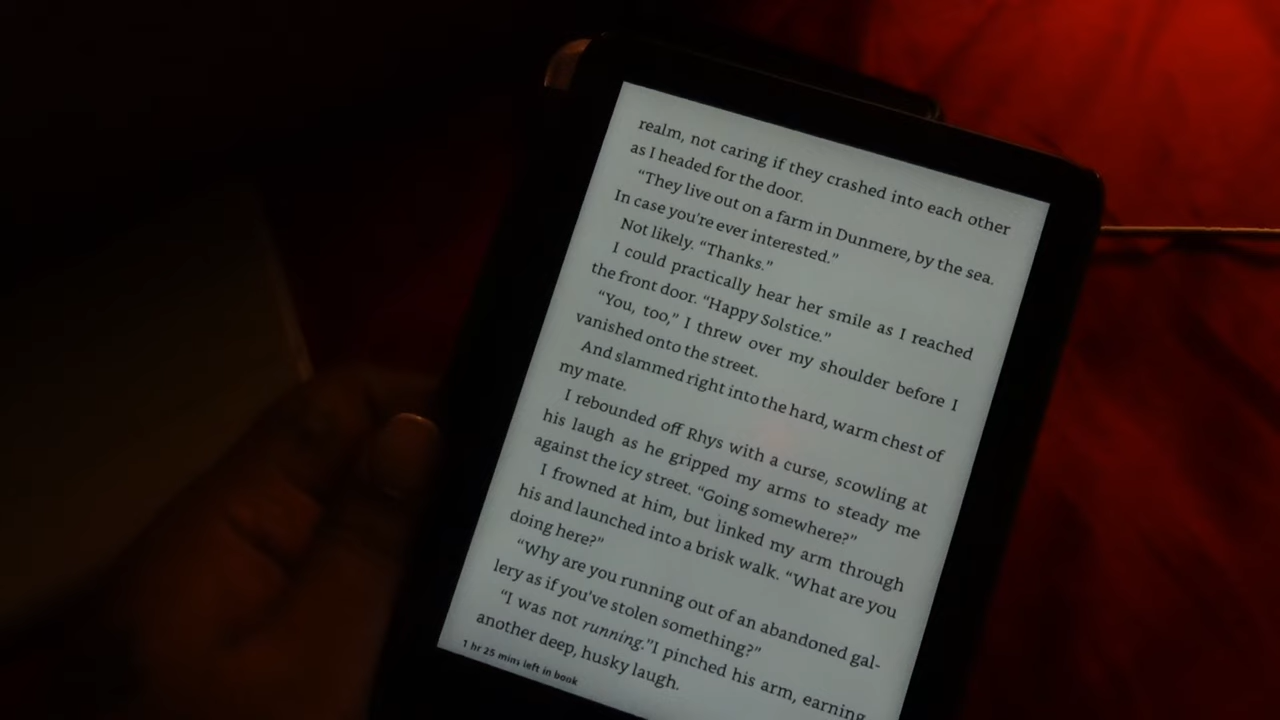 realm, not caring if they crashed into each other
as I headed for the door.
“They live out on a farm in Dunmere, by the sea.
In case you’re ever interested.”
Not likely. “Thanks.”
I could practically hear her smile as I reached
the front door. “Happy Solstice.”
“You, too,” I threw over my shoulder before I
vanished onto the street.
And slammed right into the hard, warm chest of
my mate.
I rebounded off Rhys with a curse, scowling at
his laugh as he gripped my arms to steady me
against the icy street. “Going somewhere?”
I frowned at him, but linked my arm through
his and launched into a brisk walk. “What are you
doing here?”
“Why are you running out of an abandoned gal-
lery as if you’ve stolen something?”
“I was not running.” I pinched his arm, earning
another deep, husky laugh.
1 hr 25 mins left in book